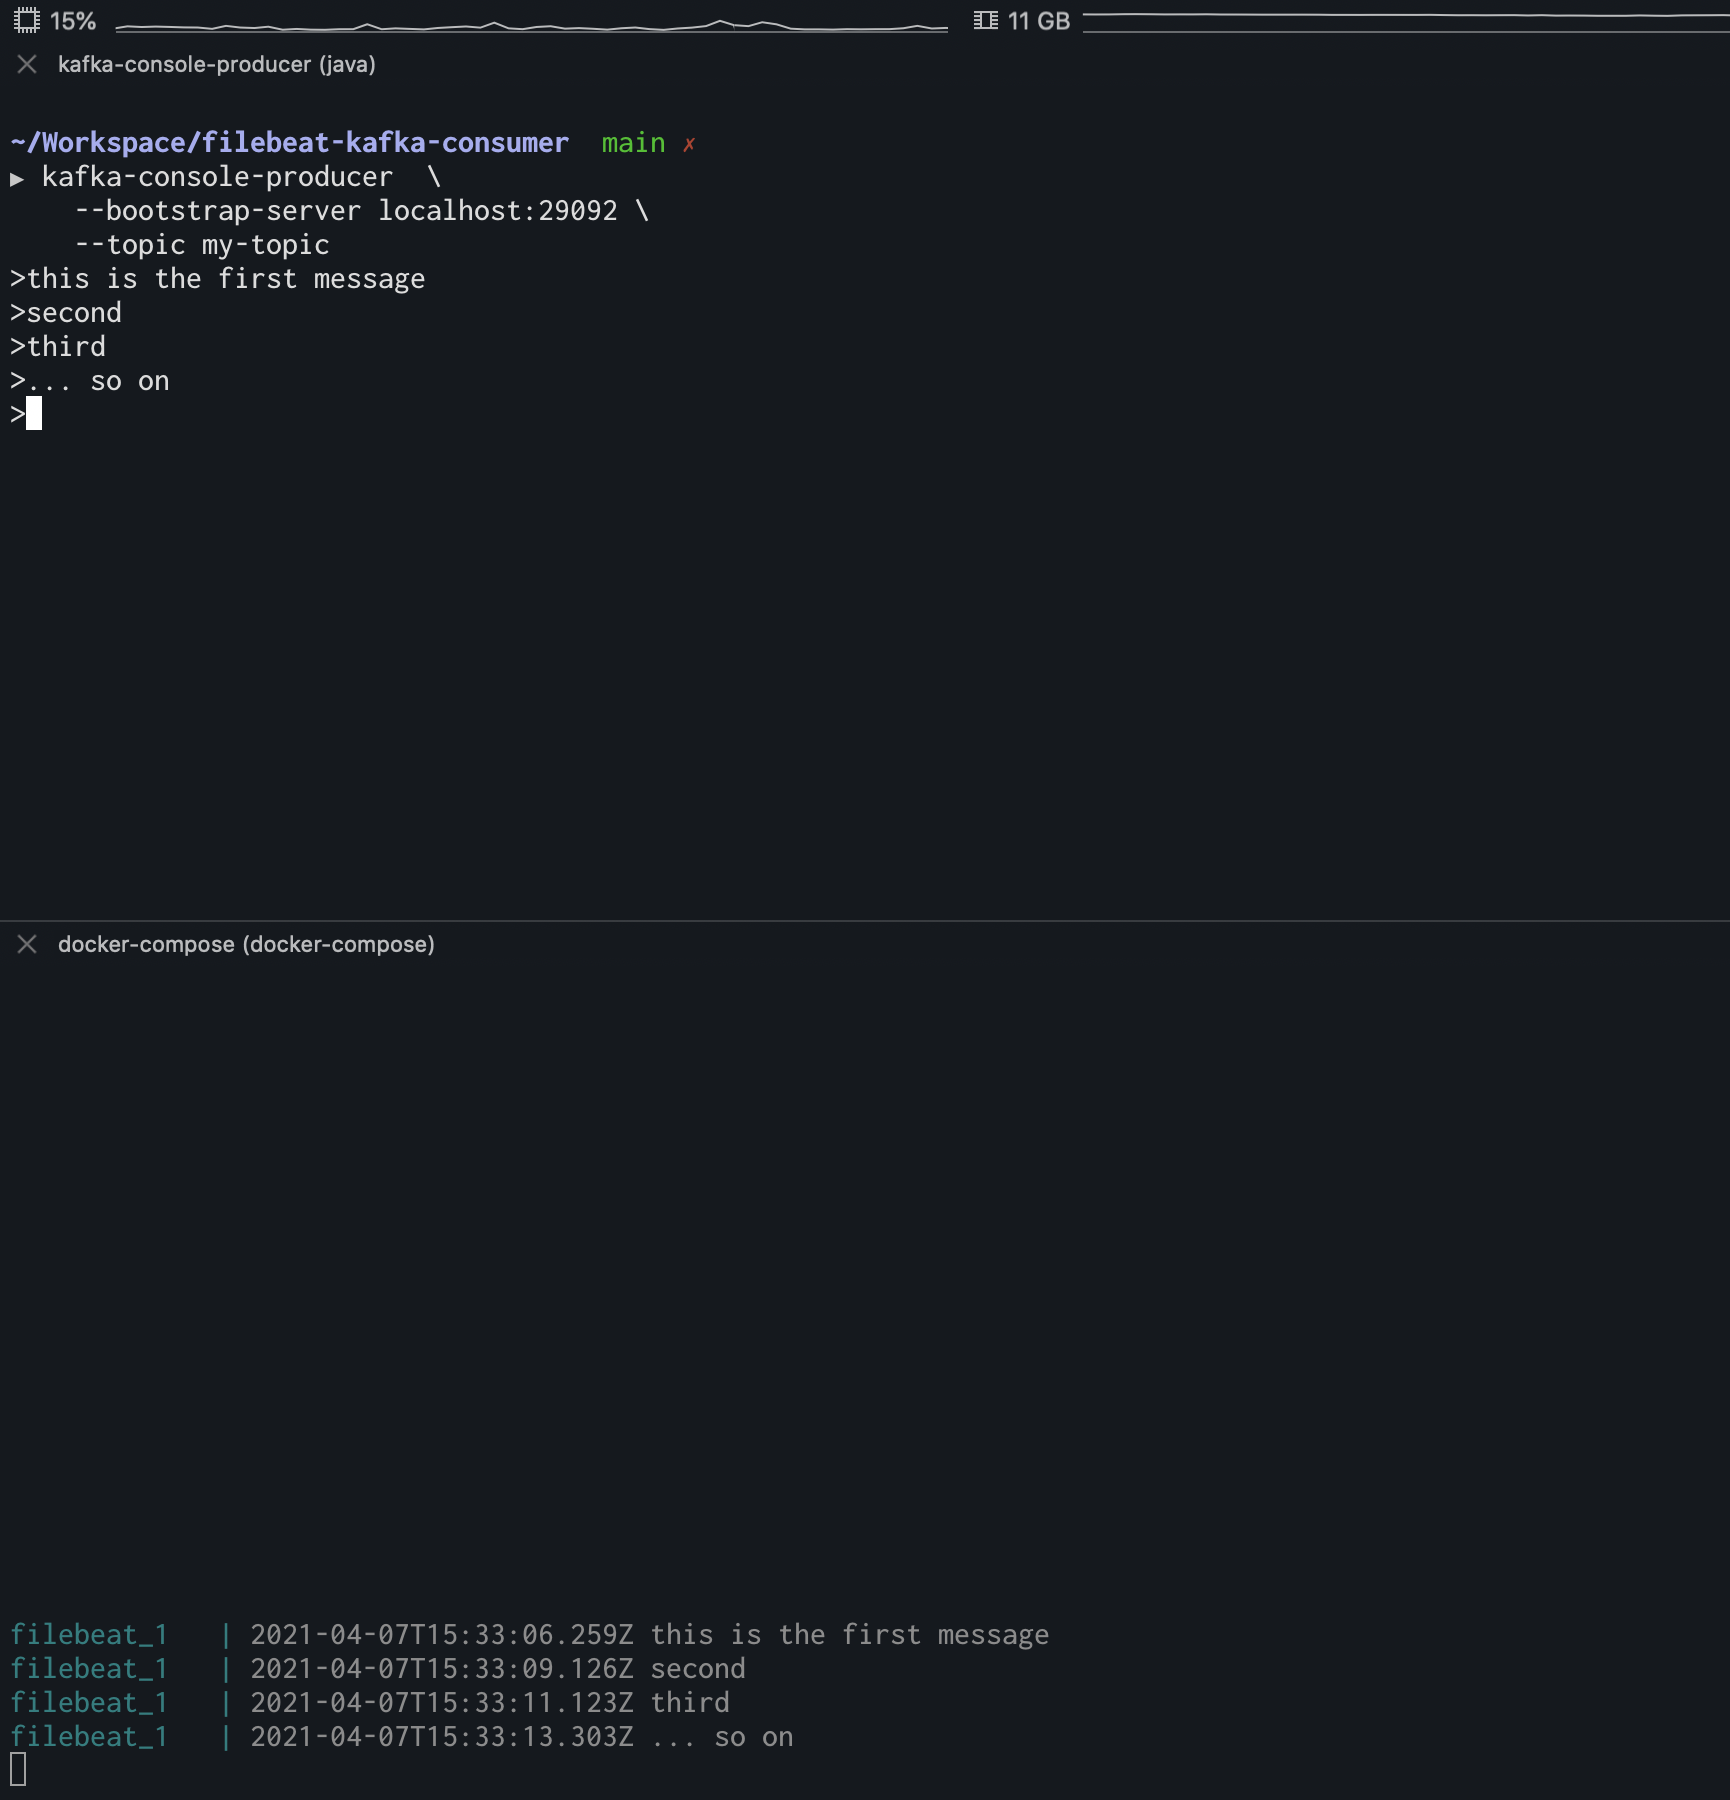 15% 11 GB
kafka-console-producer (java)
~/Workspace/filebeat-kafka-consumer main ✗
▶ kafka-console-producer \
--bootstrap-server localhost:29092 \
--topic my-topic
>this is the first message
>second
>third
>... so on
>
docker-compose (docker-compose)
filebeat_1 | 2021-04-07T15:33:06.259Z this is the first message
filebeat_1 | 2021-04-07T15:33:09.126Z second
filebeat_1 | 2021-04-07T15:33:11.123Z third
filebeat_1 | 2021-04-07T15:33:13.303Z ... so on